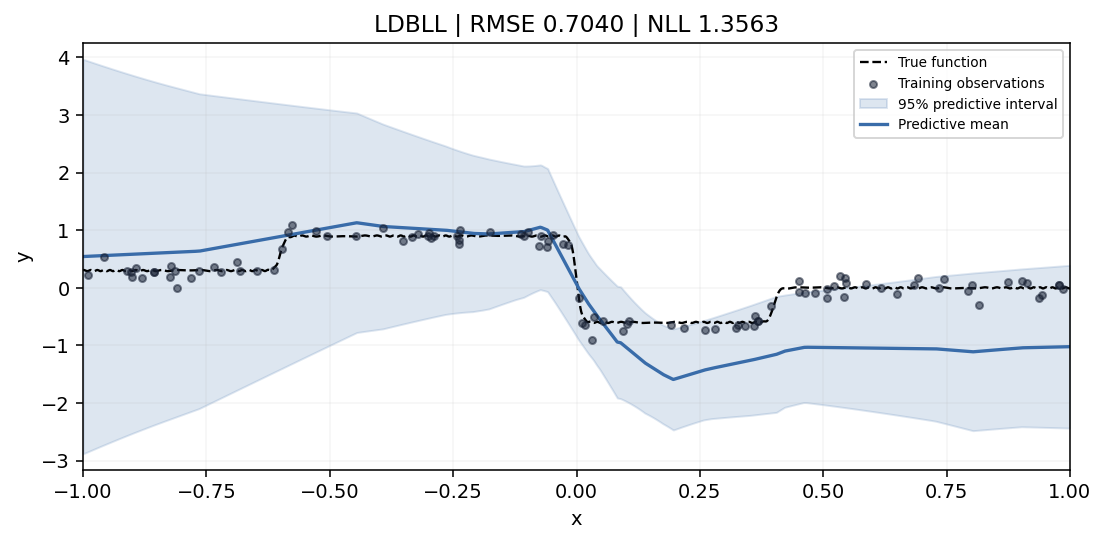 LDBLL | RMSE 0.7040 | NLL 1.3563
4
3
2
1
0
−1
−2
−3
y
True function
Training observations
95% predictive interval
Predictive mean
−1.00 −0.75 −0.50 −0.25 0.00 0.25 0.50 0.75 1.00
x